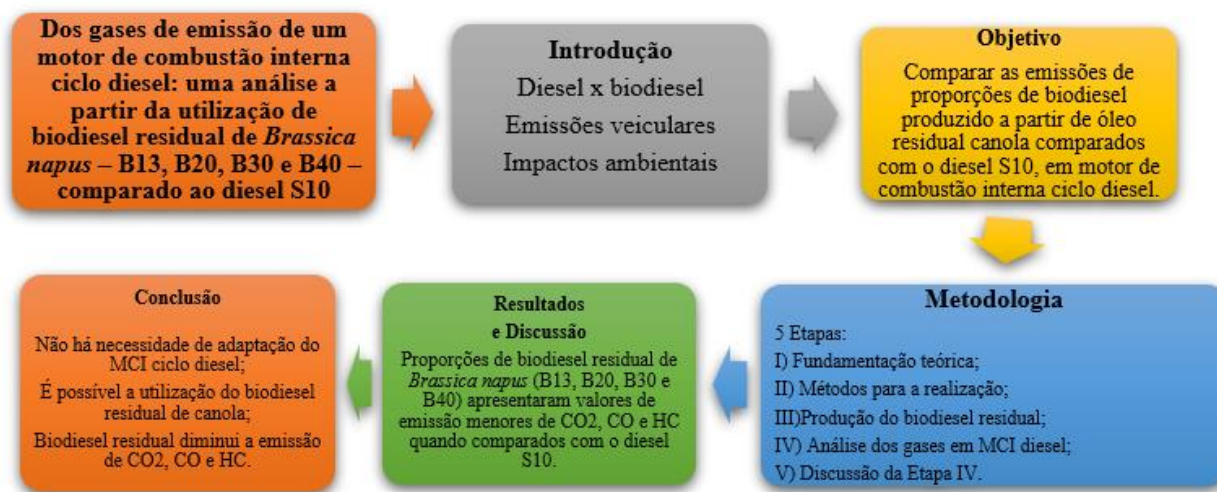 Dos gases de emissão de um
motor de combustão interna
ciclo diesel: uma análise a
partir da utilização de
biodiesel residual de Brassica
napus – B13, B20, B30 e B40 –
comparado ao diesel S10
Introdução
Diesel x biodiesel
Emissões veiculares
Impactos ambientais
Objetivo
Comparar as emissões de
proporções de biodiesel
produzido a partir de óleo
residual canola comparados
com o diesel S10, em motor de
combustão interna ciclo diesel.
Metodologia
5 Etapas:
I) Fundamentação teórica;
II) Métodos para a realização;
III)Produção do biodiesel residual;
IV) Análise dos gases em MCI diesel;
V) Discussão da Etapa IV.
Resultados
e Discussão
Proporções de biodiesel residual de
Brassica napus (B13, B20, B30 e
B40) apresentaram valores de
emissão menores de CO2, CO e HC
quando comparados com o diesel
S10.
Conclusão
Não há necessidade de adaptação do
MCI ciclo diesel;
É possível a utilização do biodiesel
residual de canola;
Biodiesel residual diminui a emissão
de CO2, CO e HC.